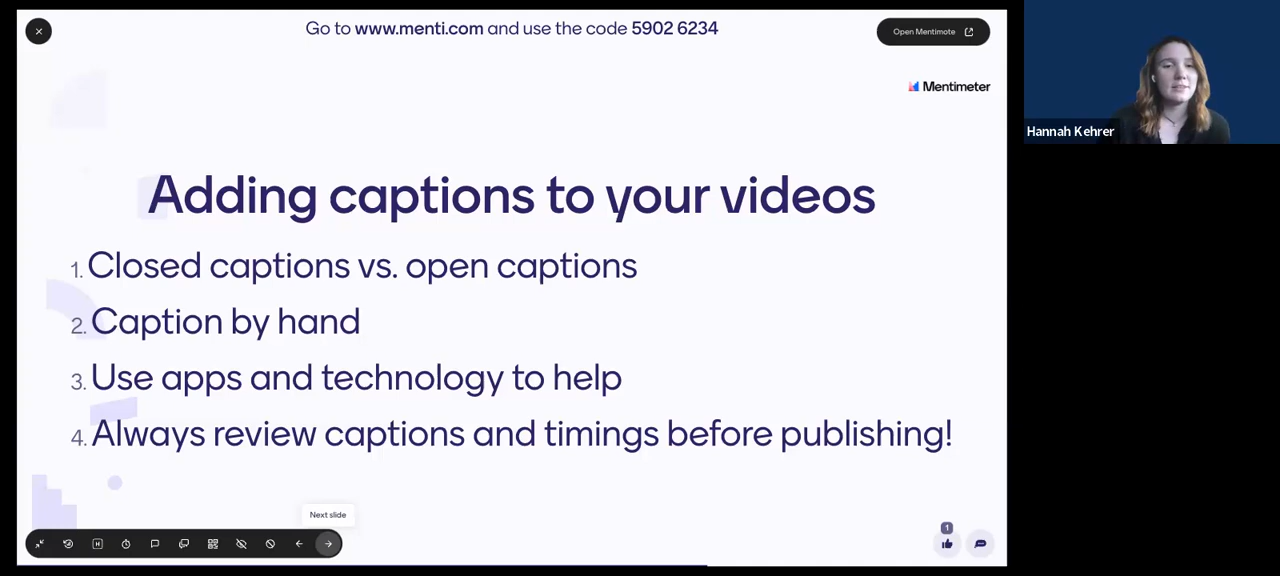 Go to www.menti.com and use the code 5902 6234
Open Mentimote
Mentimeter
Hannah Kehrer
Adding captions to your videos
1. Closed captions vs. open captions
2. Caption by hand
3. Use apps and technology to help
4. Always review captions and timings before publishing!
Next slide
H
1